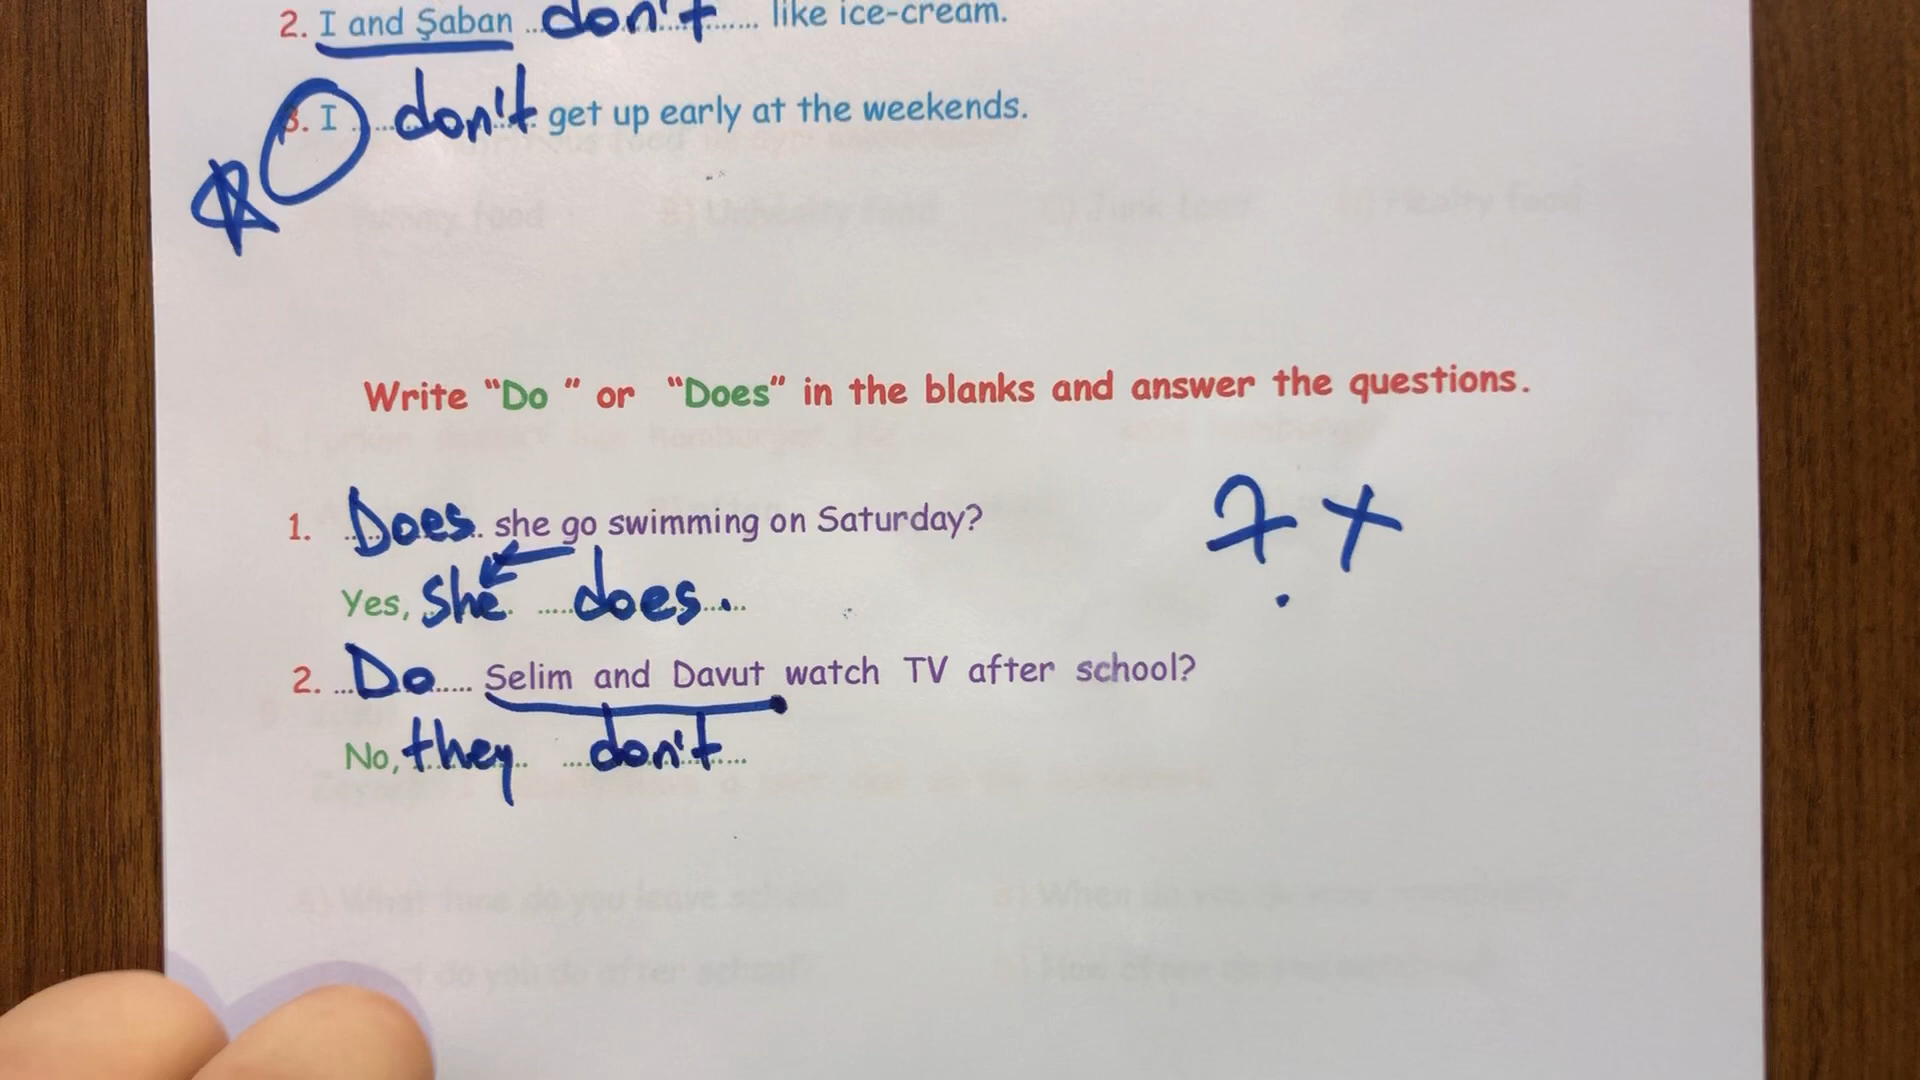 2. I and Şaban don't like ice-cream.
3. I don't get up early at the weekends.
Write "Do " or "Does" in the blanks and answer the questions.
1. Does she go swimming on Saturday? ? +
Yes, she does.
2. Do Selim and Davut watch TV after school?
No, they don't